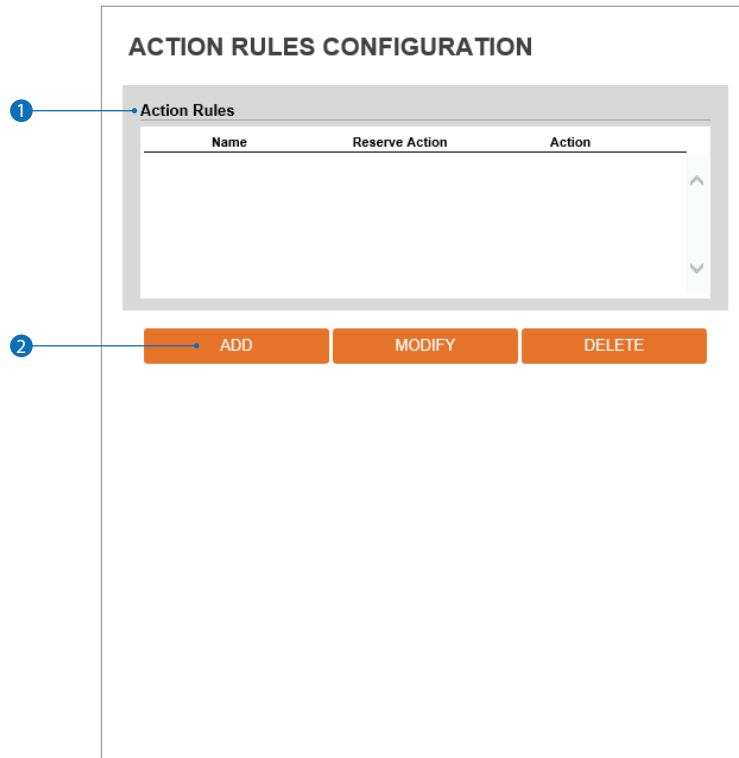 ACTION RULES CONFIGURATION
1
Action Rules
Name Reserve Action Action
2
ADD MODIFY DELETE